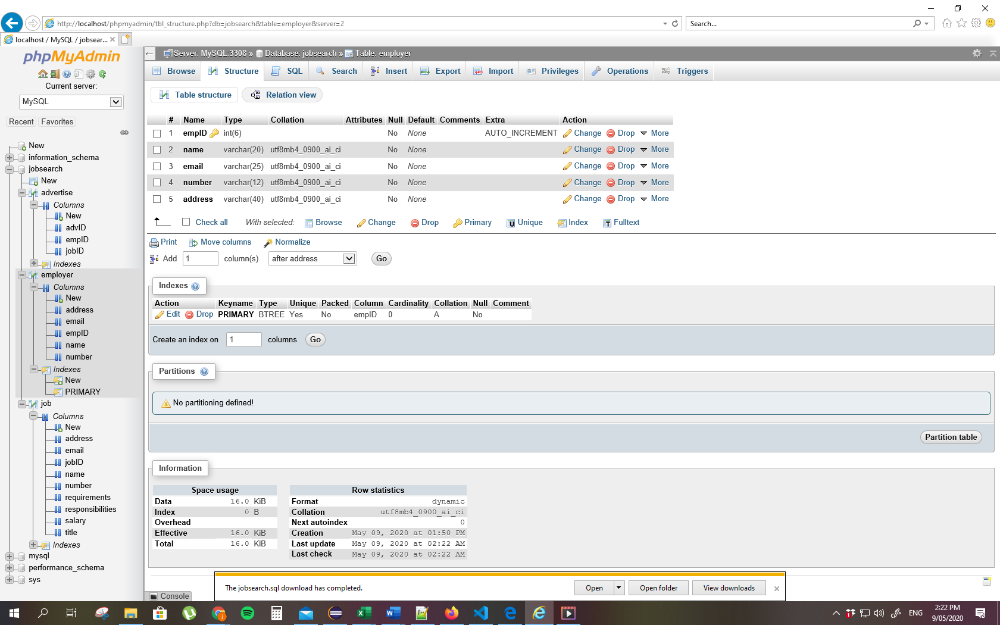 http://localhost/phpmyadmin/tbl_structure.php?db=jobsearch&table=employer&server=2
Search...
localhost / MySQL / jobsear...
phpMyAdmin
Current server:
MySQL
Recent Favorites
New
information_schema
jobsearch
New
advertise
Columns
New
advID
empID
jobID
Indexes
employer
Columns
New
address
email
empID
name
number
Indexes
New
PRIMARY
job
Columns
New
address
email
jobID
name
number
requirements
responsibilities
salary
title
Indexes
mysql
performance_schema
sys
Server: MySQL:3308 » Database: jobsearch » Table: employer
Browse Structure SQL Search Insert Export Import Privileges Operations Triggers
Table structure Relation view
# Name Type Collation Attributes Null Default Comments Extra Action
1 empID int(6) No None AUTO_INCREMENT Change Drop More
2 name varchar(20) utf8mb4_0900_ai_ci No None Change Drop More
3 email varchar(25) utf8mb4_0900_ai_ci No None Change Drop More
4 number varchar(12) utf8mb4_0900_ai_ci No None Change Drop More
5 address varchar(40) utf8mb4_0900_ai_ci No None Change Drop More
Check all With selected: Browse Change Drop Primary Unique Index Fulltext
Print Move columns Normalize
Add 1 column(s) after address Go
Indexes
Action Keyname Type Unique Packed Column Cardinality Collation Null Comment
Edit Drop PRIMARY BTREE Yes No empID 0 A No
Create an index on 1 columns Go
Partitions
No partitioning defined!
Partition table
Information
Space usage
Data 16.0 KiB
Index 0 B
Overhead
Effective 16.0 KiB
Total 16.0 KiB
Row statistics
Format dynamic
Collation utf8mb4_0900_ai_ci
Next autoindex 0
Creation May 09, 2020 at 01:50 PM
Last update May 09, 2020 at 02:22 AM
Last check May 09, 2020 at 02:22 AM
Console
The jobsearch.sql download has completed.
Open Open folder View downloads
ENG
2:22 PM
9/05/2020